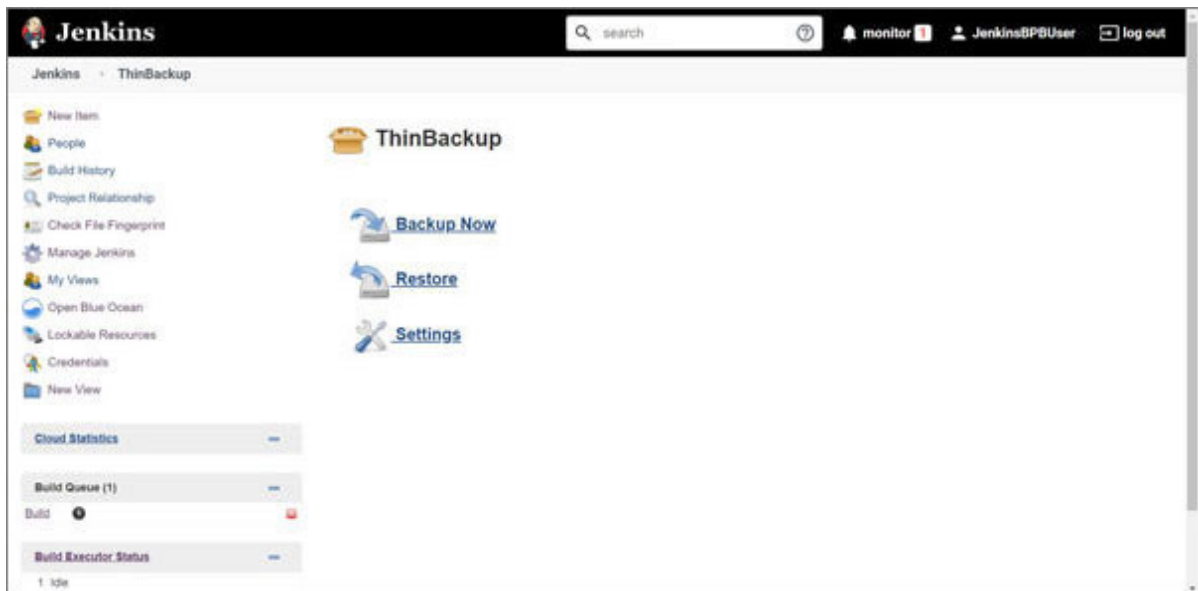 Jenkins
search
monitor 1
JenkinsBPBUser
log out
Jenkins
ThinBackup
New Item
People
Build History
Project Relationship
Check File Fingerprint
Manage Jenkins
My Views
Open Blue Ocean
Lockable Resources
Credentials
New View
Cloud Statistics
Build Queue (1)
Build
Build Executor Status
1 Idle
ThinBackup
Backup Now
Restore
Settings